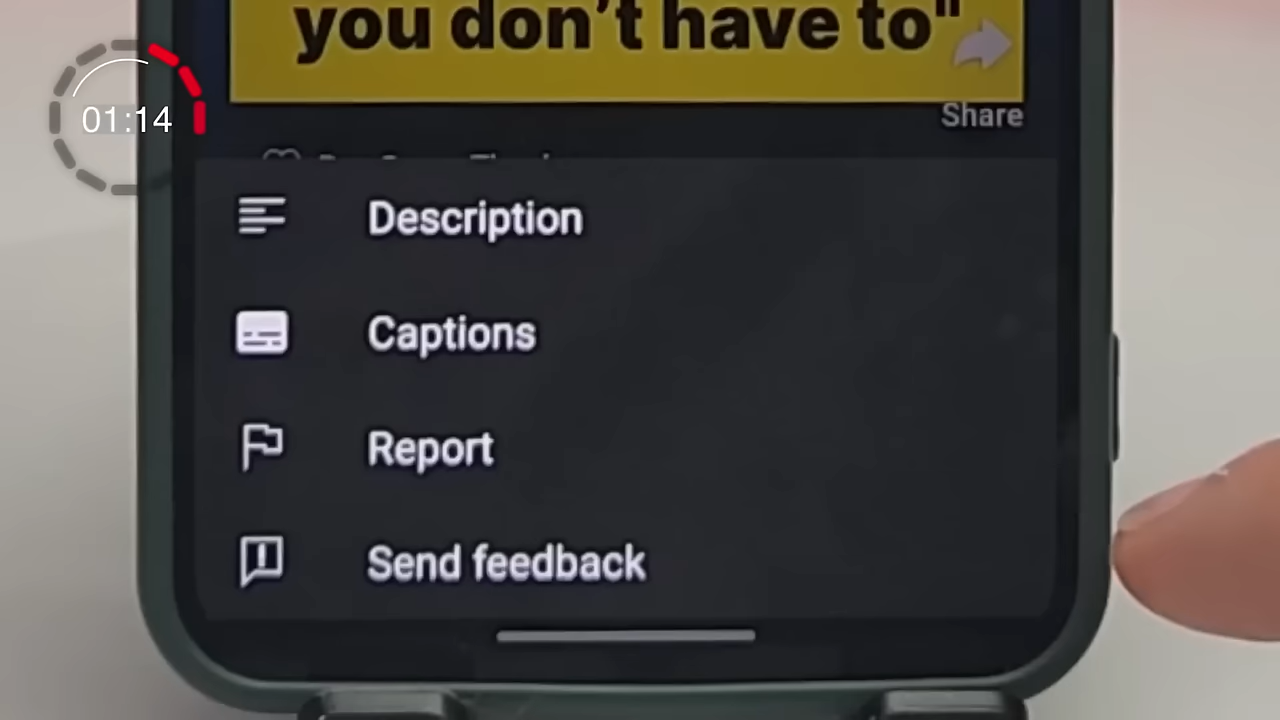 you don't have to"
01:14
Share
Description
Captions
Report
Send feedback